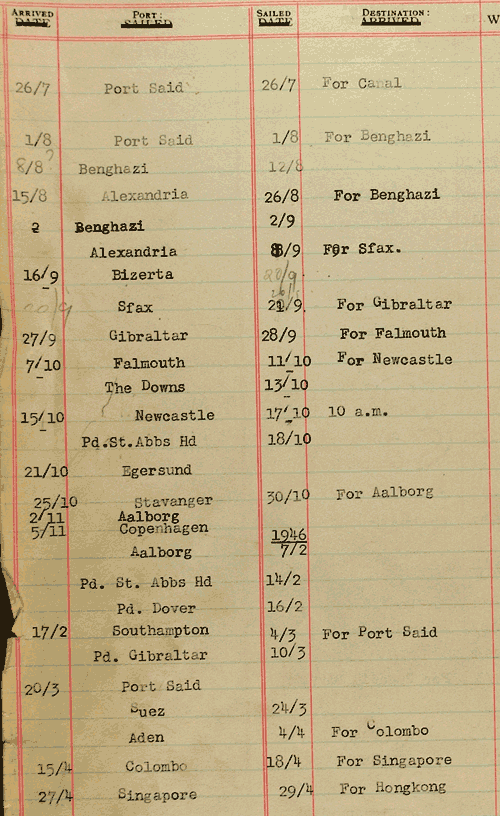 ARRIVED PORT: SAILED DESTINATION: W
DATE SAILED DATE ARRIVED
26/7 Port Said 26/7 For Canal
1/8 Port Said 1/8 For Benghazi
8/8? Benghazi 12/8
15/8 Alexandria 26/8 For Benghazi
Benghazi 2/9
Alexandria 8/9 For Sfax.
16/9 Bizerta
20/9 Sfax 21/9. For Gibraltar
27/9 Gibraltar 28/9 For Falmouth
7/10 Falmouth 11/10 For Newcastle
The Downs 13/10
15/10 Newcastle 17/10 10 a.m.
Pd.St.Abbs Hd 18/10
21/10 Egersund
25/10 Stavanger 30/10 For Aalborg
2/11 Aalborg
5/11 Copenhagen 1946
Aalborg 7/2
Pd. St. Abbs Hd 14/2
Pd. Dover 16/2
17/2 Southampton 4/3 For Port Said
Pd. Gibraltar 10/3
20/3 Port Said
Suez 24/3
Aden 4/4 For Colombo
15/4 Colombo 18/4 For Singapore
27/4 Singapore 29/4 For Hongkong